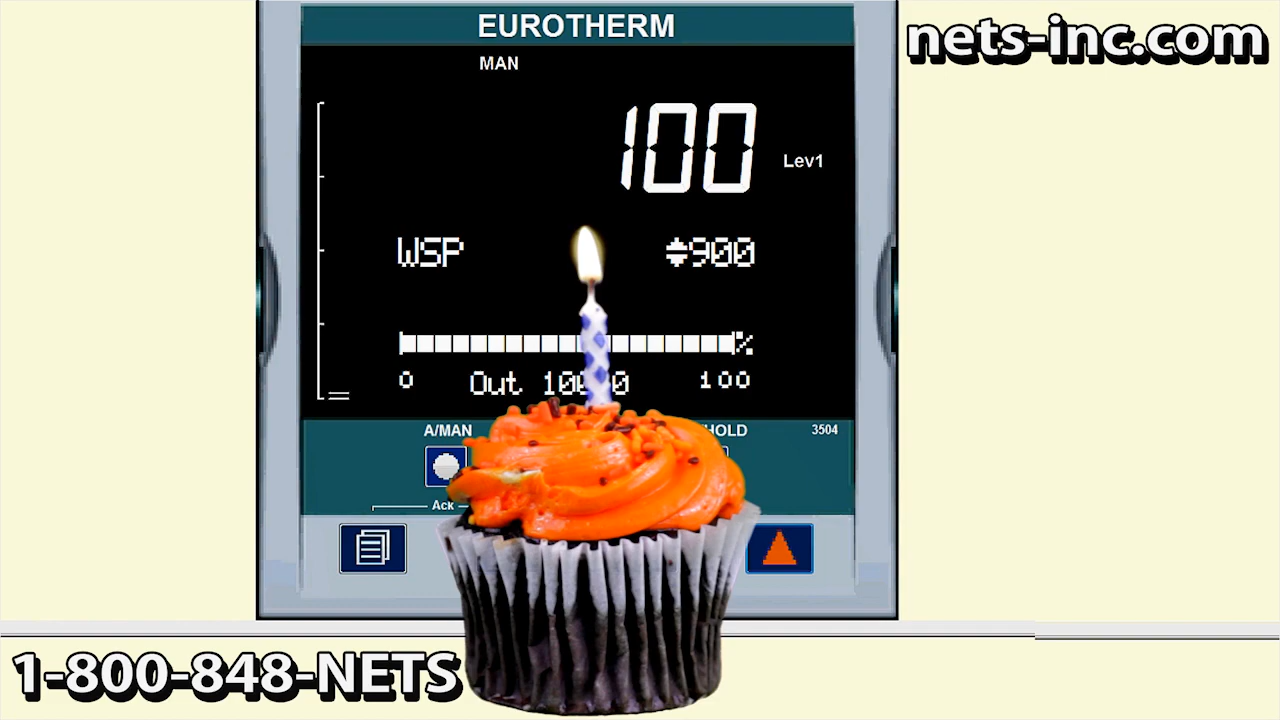 EUROTHERM
nets-inc.com
MAN
100
Lev1
WSP
900
%
0
Out
100
A/MAN
HOLD
3504
Ack
1-800-848-NETS